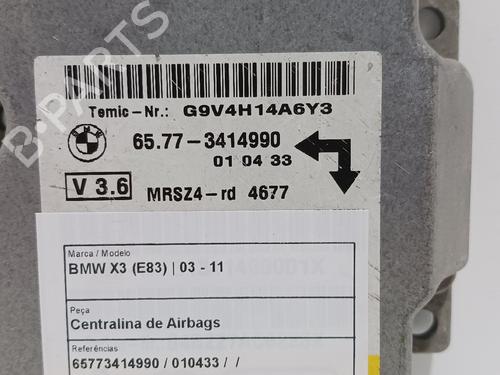 Temic-Nr.: G9V4H14A6Y3
65.77-3414990
01 04 33
V 3.6
MRSZ4-rd 4677
Marca / Modelo
BMW X3 (E83) | 03 - 11
Peça
Centralina de Airbags
Referências
65773414990 / 010433 / /
B-PARTS